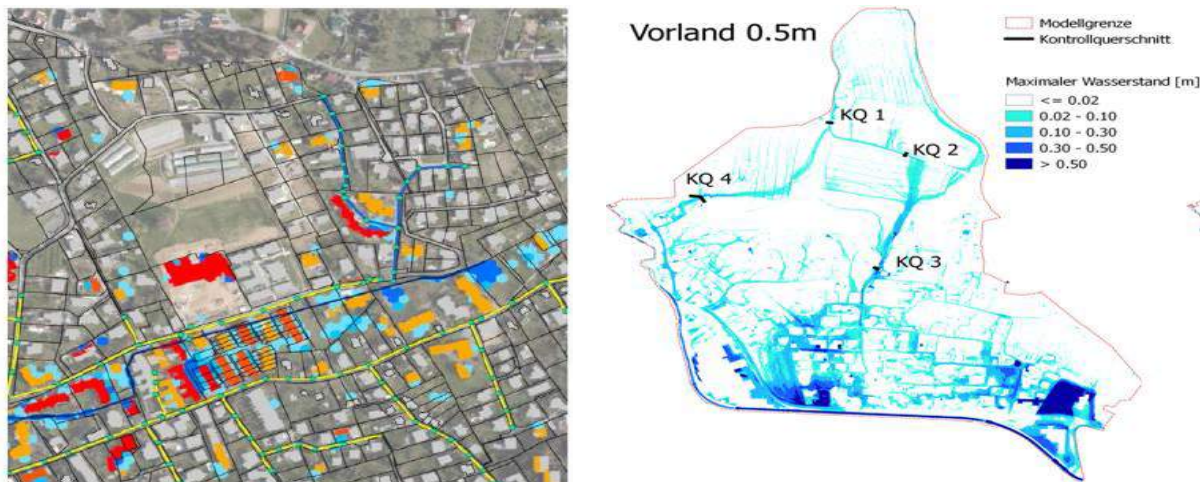 Vorland 0.5m
Modellgrenze
Kontrollquerschnitt
Maximaler Wasserstand [m]
<= 0.02
0.02 - 0.10
0.10 - 0.30
0.30 - 0.50
> 0.50
KQ 1
KQ 2
KQ 4
KQ 3